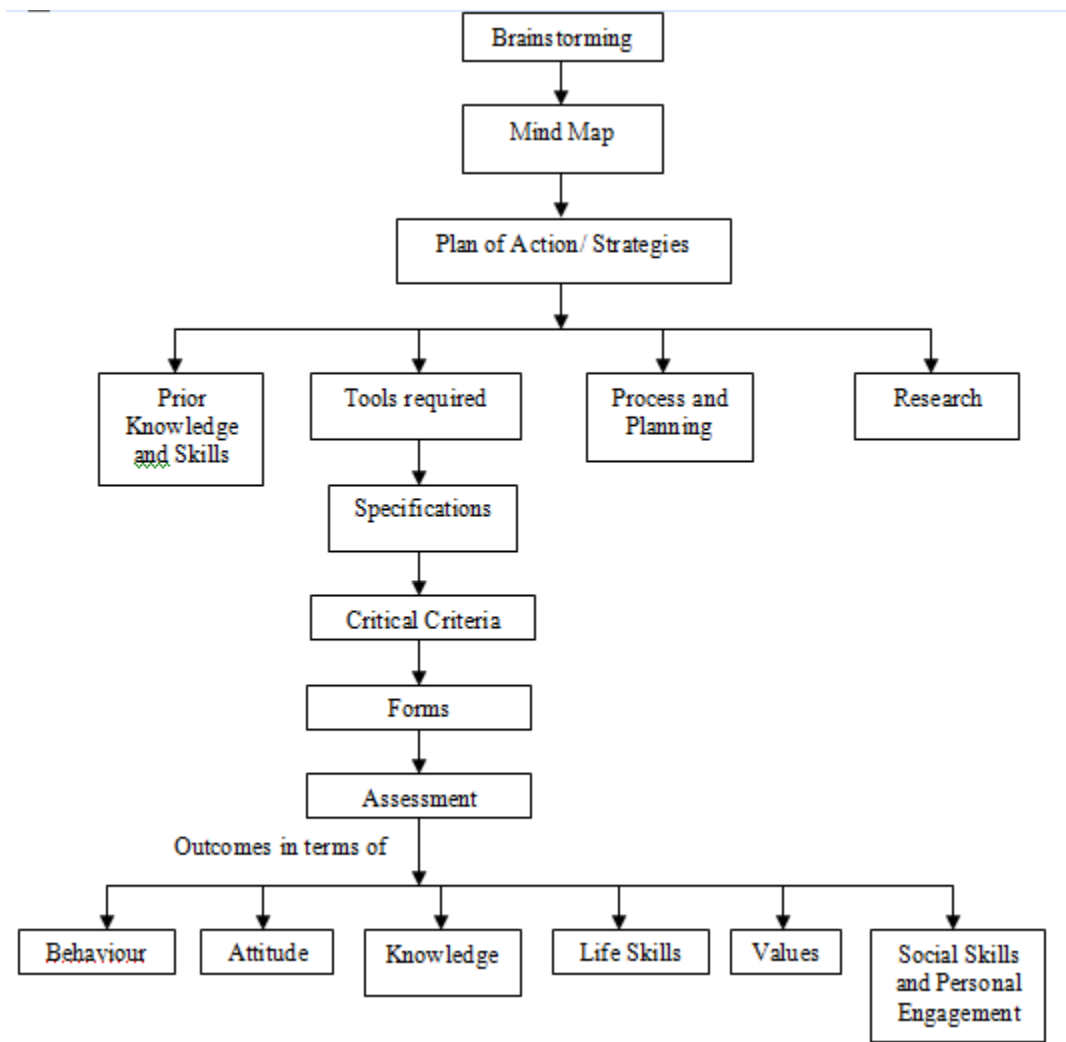 Brainstorming
Mind Map
Plan of Action/ Strategies
Prior
Knowledge
and Skills
Tools required
Process and
Planning
Research
Specifications
Critical Criteria
Forms
Assessment
Outcomes in terms of
Behaviour
Attitude
Knowledge
Life Skills
Values
Social Skills
and Personal
Engagement